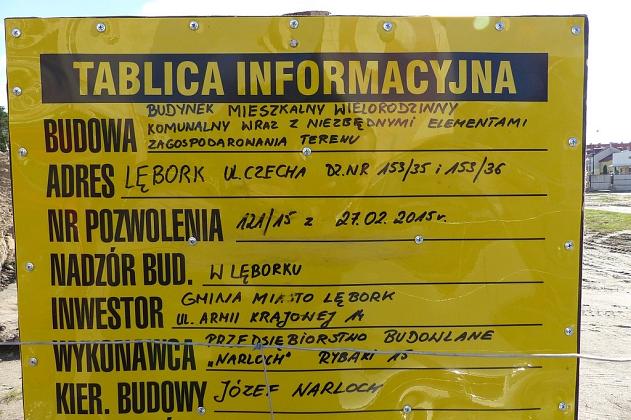 TABLICA INFORMACYJNA
BUDOWA BUDYNEK MIESZKALNY WIELORODZINNY
KOMUNALNY WRAZ Z NIEZBĘDNYMI ELEMENTAMI
ZAGOSPODAROWANIA TERENU
ADRES LĘBORK UL. CZECHA DZ. NR 153/35 i 153/36
NR POZWOLENIA 121/15 z 27.02.2015r.
NADZÓR BUD. W LĘBORKU
INWESTOR GMINA MIASTO LĘBORK
UL. ARMII KRAJOWEJ 14
WYKONAWCA PRZEDSIĘBIORSTWO BUDOWLANE
„NARLOCH" RYBAKI 15
KIER. BUDOWY JÓZEF NARLOCH